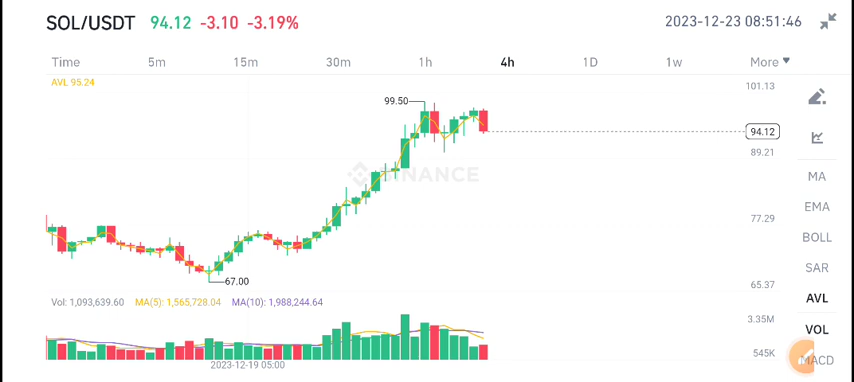 SOL/USDT 94.12 -3.10 -3.19% 2023-12-23 08:51:46
Time 5m 15m 30m 1h 4h 1D 1w More
AVL 95.24
101.13
99.50
94.12
89.21
BINANCE
MA
EMA
77.29
BOLL
SAR
67.00
65.37
AVL
Vol: 1,093,639.60 MA(5): 1,565,728.04 MA(10): 1,988,244.64
3.35M
VOL
545K
MACD
2023-12-19 05:00